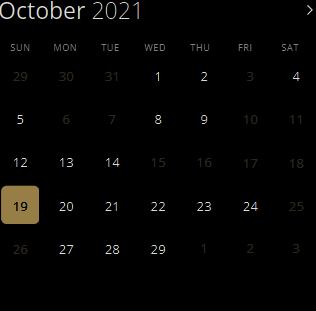 October 2021
SUN MON TUE WED THU FRI SAT
29 30 31 1 2 3 4
5 6 7 8 9 10 11
12 13 14 15 16 17 18
19 20 21 22 23 24 25
26 27 28 29 1 2 3